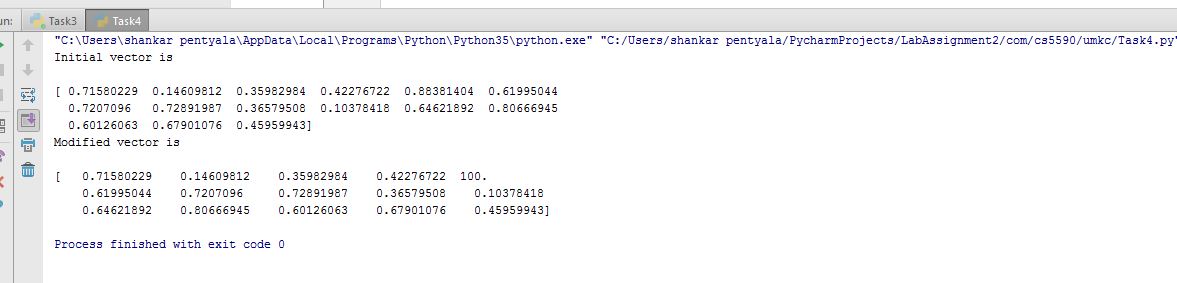 un: Task3 Task4
"C:\Users\shankar pentyala\AppData\Local\Programs\Python\Python35\python.exe" "C:/Users/shankar pentyala/PycharmProjects/LabAssignment2/com/cs5590/umkc/Task4.py"
Initial vector is
[ 0.71580229 0.14609812 0.35982984 0.42276722 0.88381404 0.61995044
0.7207096 0.72891987 0.36579508 0.10378418 0.64621892 0.80666945
0.60126063 0.67901076 0.45959943]
Modified vector is
[ 0.71580229 0.14609812 0.35982984 0.42276722 100.
0.61995044 0.7207096 0.72891987 0.36579508 0.10378418
0.64621892 0.80666945 0.60126063 0.67901076 0.45959943]
Process finished with exit code 0